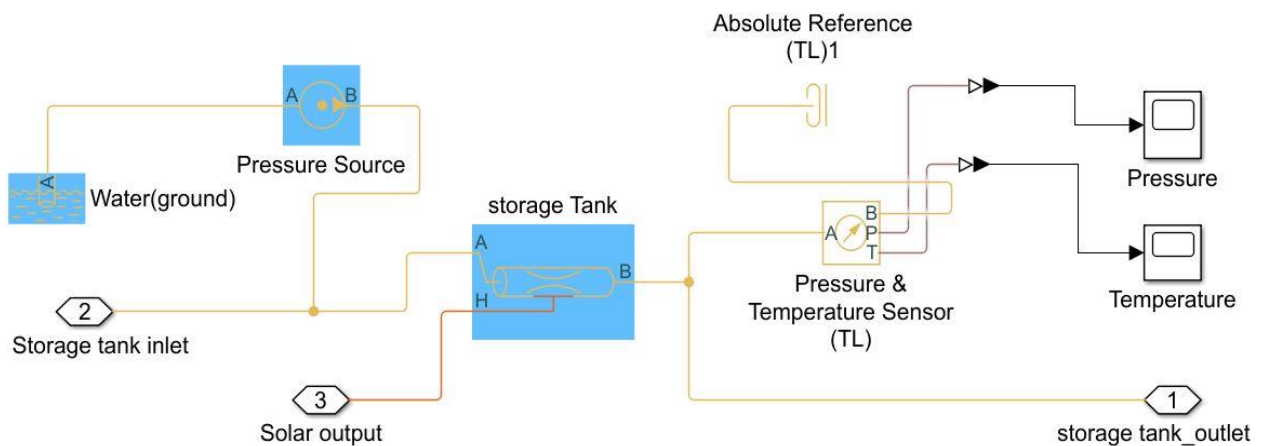 Absolute Reference
(TL)1
A
B
Pressure Source
A
Water(ground)
Pressure
storage Tank
A
B
H
A
B
P
T
Pressure &
Temperature Sensor
(TL)
Temperature
2
Storage tank inlet
3
Solar output
1
storage tank_outlet